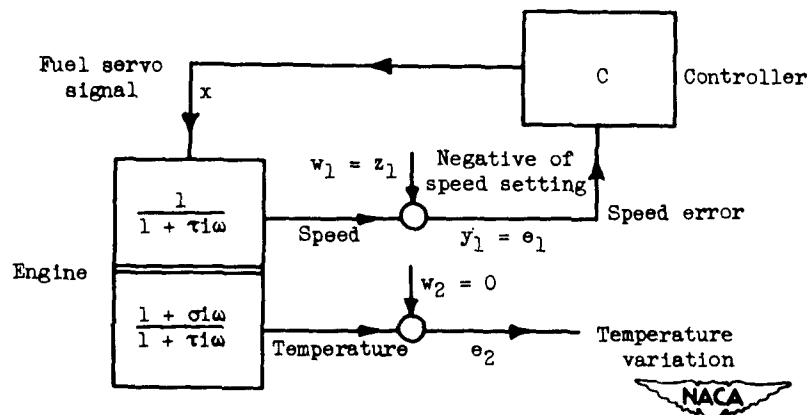 Fuel servo
signal
x
C
Controller
w₁ = z₁
Negative of
speed setting
1
1 + τiω
Speed
y₁ = e₁
Speed error
Engine
w₂ = 0
1 + σiω
1 + τiω
Temperature
e₂
Temperature
variation
NACA